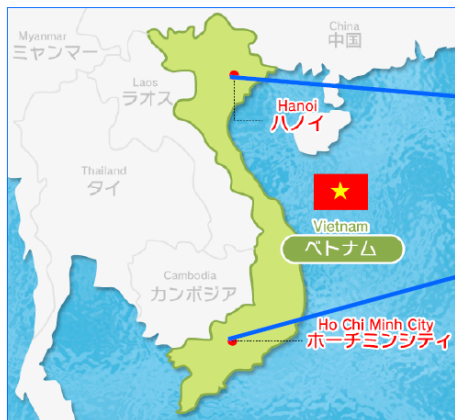 Myanmar
ミャンマー
China
中国
Laos
ラオス
Hanoi
ハノイ
Thailand
タイ
Vietnam
ベトナム
Cambodia
カンボジア
Ho Chi Minh City
ホーチミンシティ